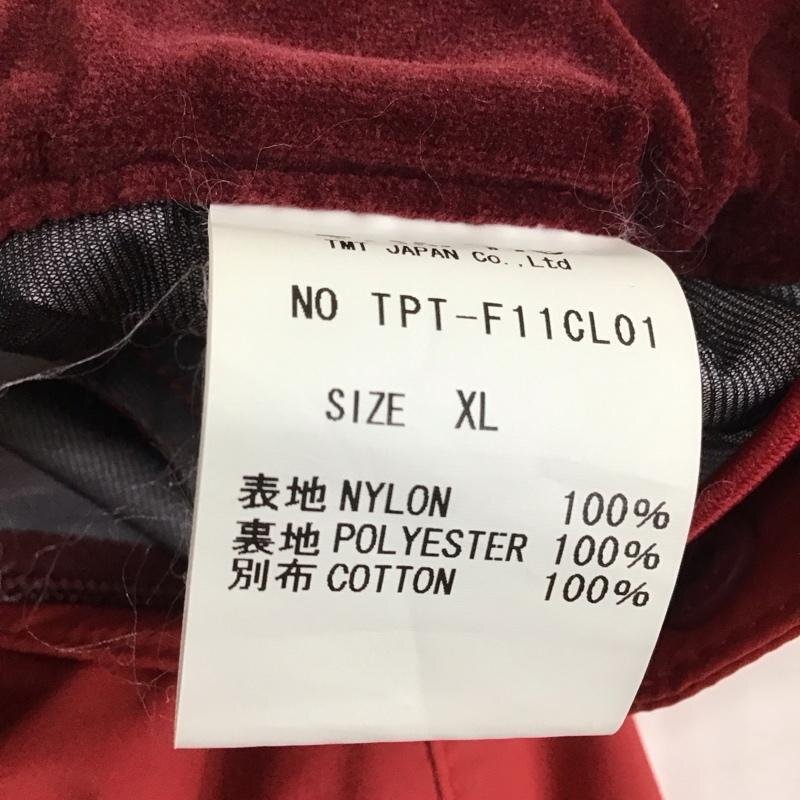 TMT JAPAN Co.,Ltd
NO TPT-F11CL01
SIZE XL
表地 NYLON 100%
裏地 POLYESTER 100%
別布 COTTON 100%